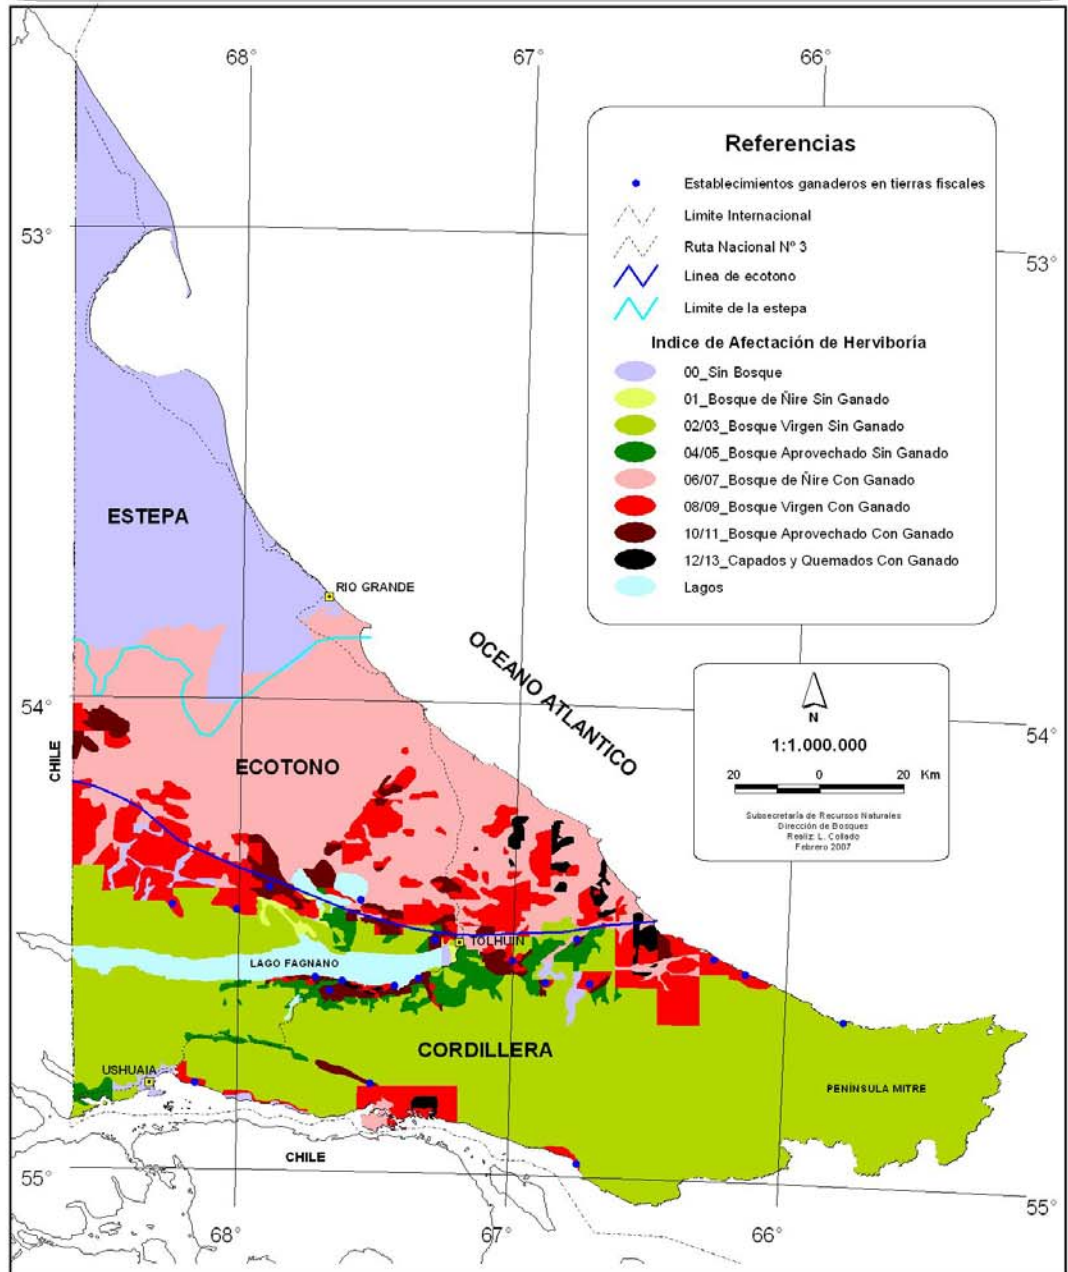 68°
67°
66°
53°
53°
54°
54°
55°
55°
68°
67°
66°
Referencias
Establecimientos ganaderos en tierras fiscales
Limite Internacional
Ruta Nacional Nº 3
Linea de ecotono
Limite de la estepa
Indice de Afectación de Herviboría
00_Sin Bosque
01_Bosque de Ñire Sin Ganado
02/03_Bosque Virgen Sin Ganado
04/05_Bosque Aprovechado Sin Ganado
06/07_Bosque de Ñire Con Ganado
08/09_Bosque Virgen Con Ganado
10/11_Bosque Aprovechado Con Ganado
12/13_Capados y Quemados Con Ganado
Lagos
ESTEPA
RIO GRANDE
OCEANO ATLANTICO
N
1:1.000.000
20 0 20 Km
Subsecretaría de Recursos Naturales
Dirección de Bosques
Realiz: L. Collado
Febrero 2007
CHILE
ECOTONO
TOLHUIN
LAGO FAGNANO
CORDILLERA
USHUAIA
PENÍNSULA MITRE
CHILE